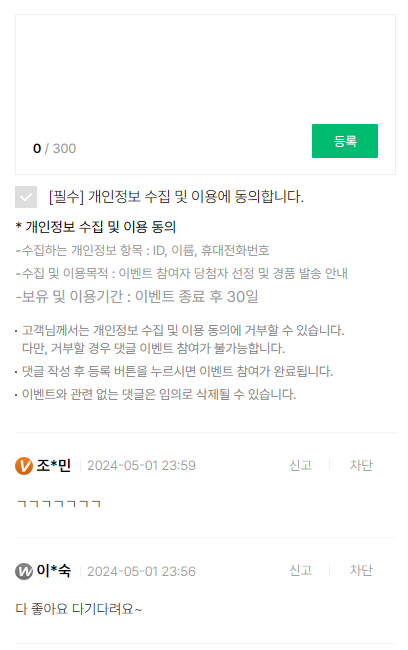 0 / 300
등록
[필수] 개인정보 수집 및 이용에 동의합니다.
* 개인정보 수집 및 이용 동의
-수집하는 개인정보 항목 : ID, 이름, 휴대전화번호
-수집 및 이용목적 : 이벤트 참여자 당첨자 선정 및 경품 발송 안내
-보유 및 이용기간 : 이벤트 종료 후 30일
· 고객님께서는 개인정보 수집 및 이용 동의에 거부할 수 있습니다.
다만, 거부할 경우 댓글 이벤트 참여가 불가능합니다.
· 댓글 작성 후 등록 버튼을 누르시면 이벤트 참여가 완료됩니다.
· 이벤트와 관련 없는 댓글은 임의로 삭제될 수 있습니다.
V 조*민 | 2024-05-01 23:59 신고 | 차단
ㄱㄱㄱㄱㄱㄱㄱ
W 이*숙 | 2024-05-01 23:56 신고 | 차단
다 좋아요 다기다려요~